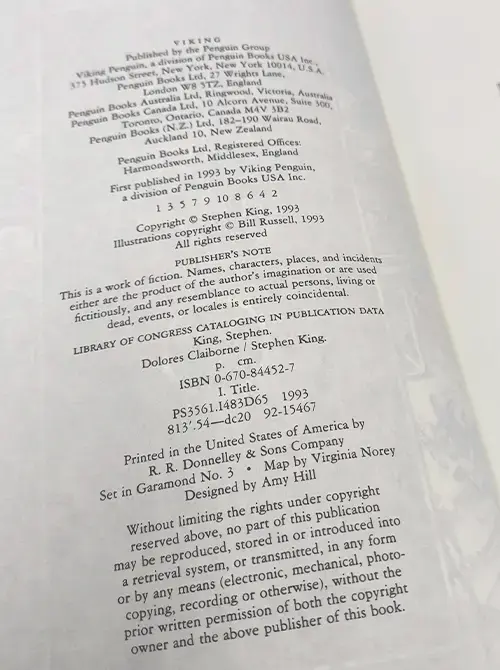 VIKING
Published by the Penguin Group
Viking Penguin, a division of Penguin Books USA Inc.,
375 Hudson Street, New York, New York 10014, U.S.A.
Penguin Books Ltd, 27 Wrights Lane,
London W8 5TZ, England
Penguin Books Australia Ltd, Ringwood, Victoria, Australia
Penguin Books Canada Ltd, 10 Alcorn Avenue, Suite 300,
Toronto, Ontario, Canada M4V 3B2
Penguin Books (N.Z.) Ltd, 182–190 Wairau Road,
Auckland 10, New Zealand
Penguin Books Ltd, Registered Offices:
Harmondsworth, Middlesex, England
First published in 1993 by Viking Penguin,
a division of Penguin Books USA Inc.
1 3 5 7 9 10 8 6 4 2
Copyright © Stephen King, 1993
Illustrations copyright © Bill Russell, 1993
All rights reserved
PUBLISHER'S NOTE
This is a work of fiction. Names, characters, places, and incidents
either are the product of the author's imagination or are used
fictitiously, and any resemblance to actual persons, living or
dead, events, or locales is entirely coincidental.
LIBRARY OF CONGRESS CATALOGING IN PUBLICATION DATA
King, Stephen.
Dolores Claiborne / Stephen King.
p. cm.
ISBN 0-670-84452-7
I. Title.
PS3561.I483D65 1993
813'.54—dc20 92-15467
Printed in the United States of America by
R. R. Donnelley & Sons Company
Set in Garamond No. 3 • Map by Virginia Norey
Designed by Amy Hill
Without limiting the rights under copyright
reserved above, no part of this publication
may be reproduced, stored in or introduced into
a retrieval system, or transmitted, in any form
or by any means (electronic, mechanical, photo-
copying, recording or otherwise), without the
prior written permission of both the copyright
owner and the above publisher of this book.